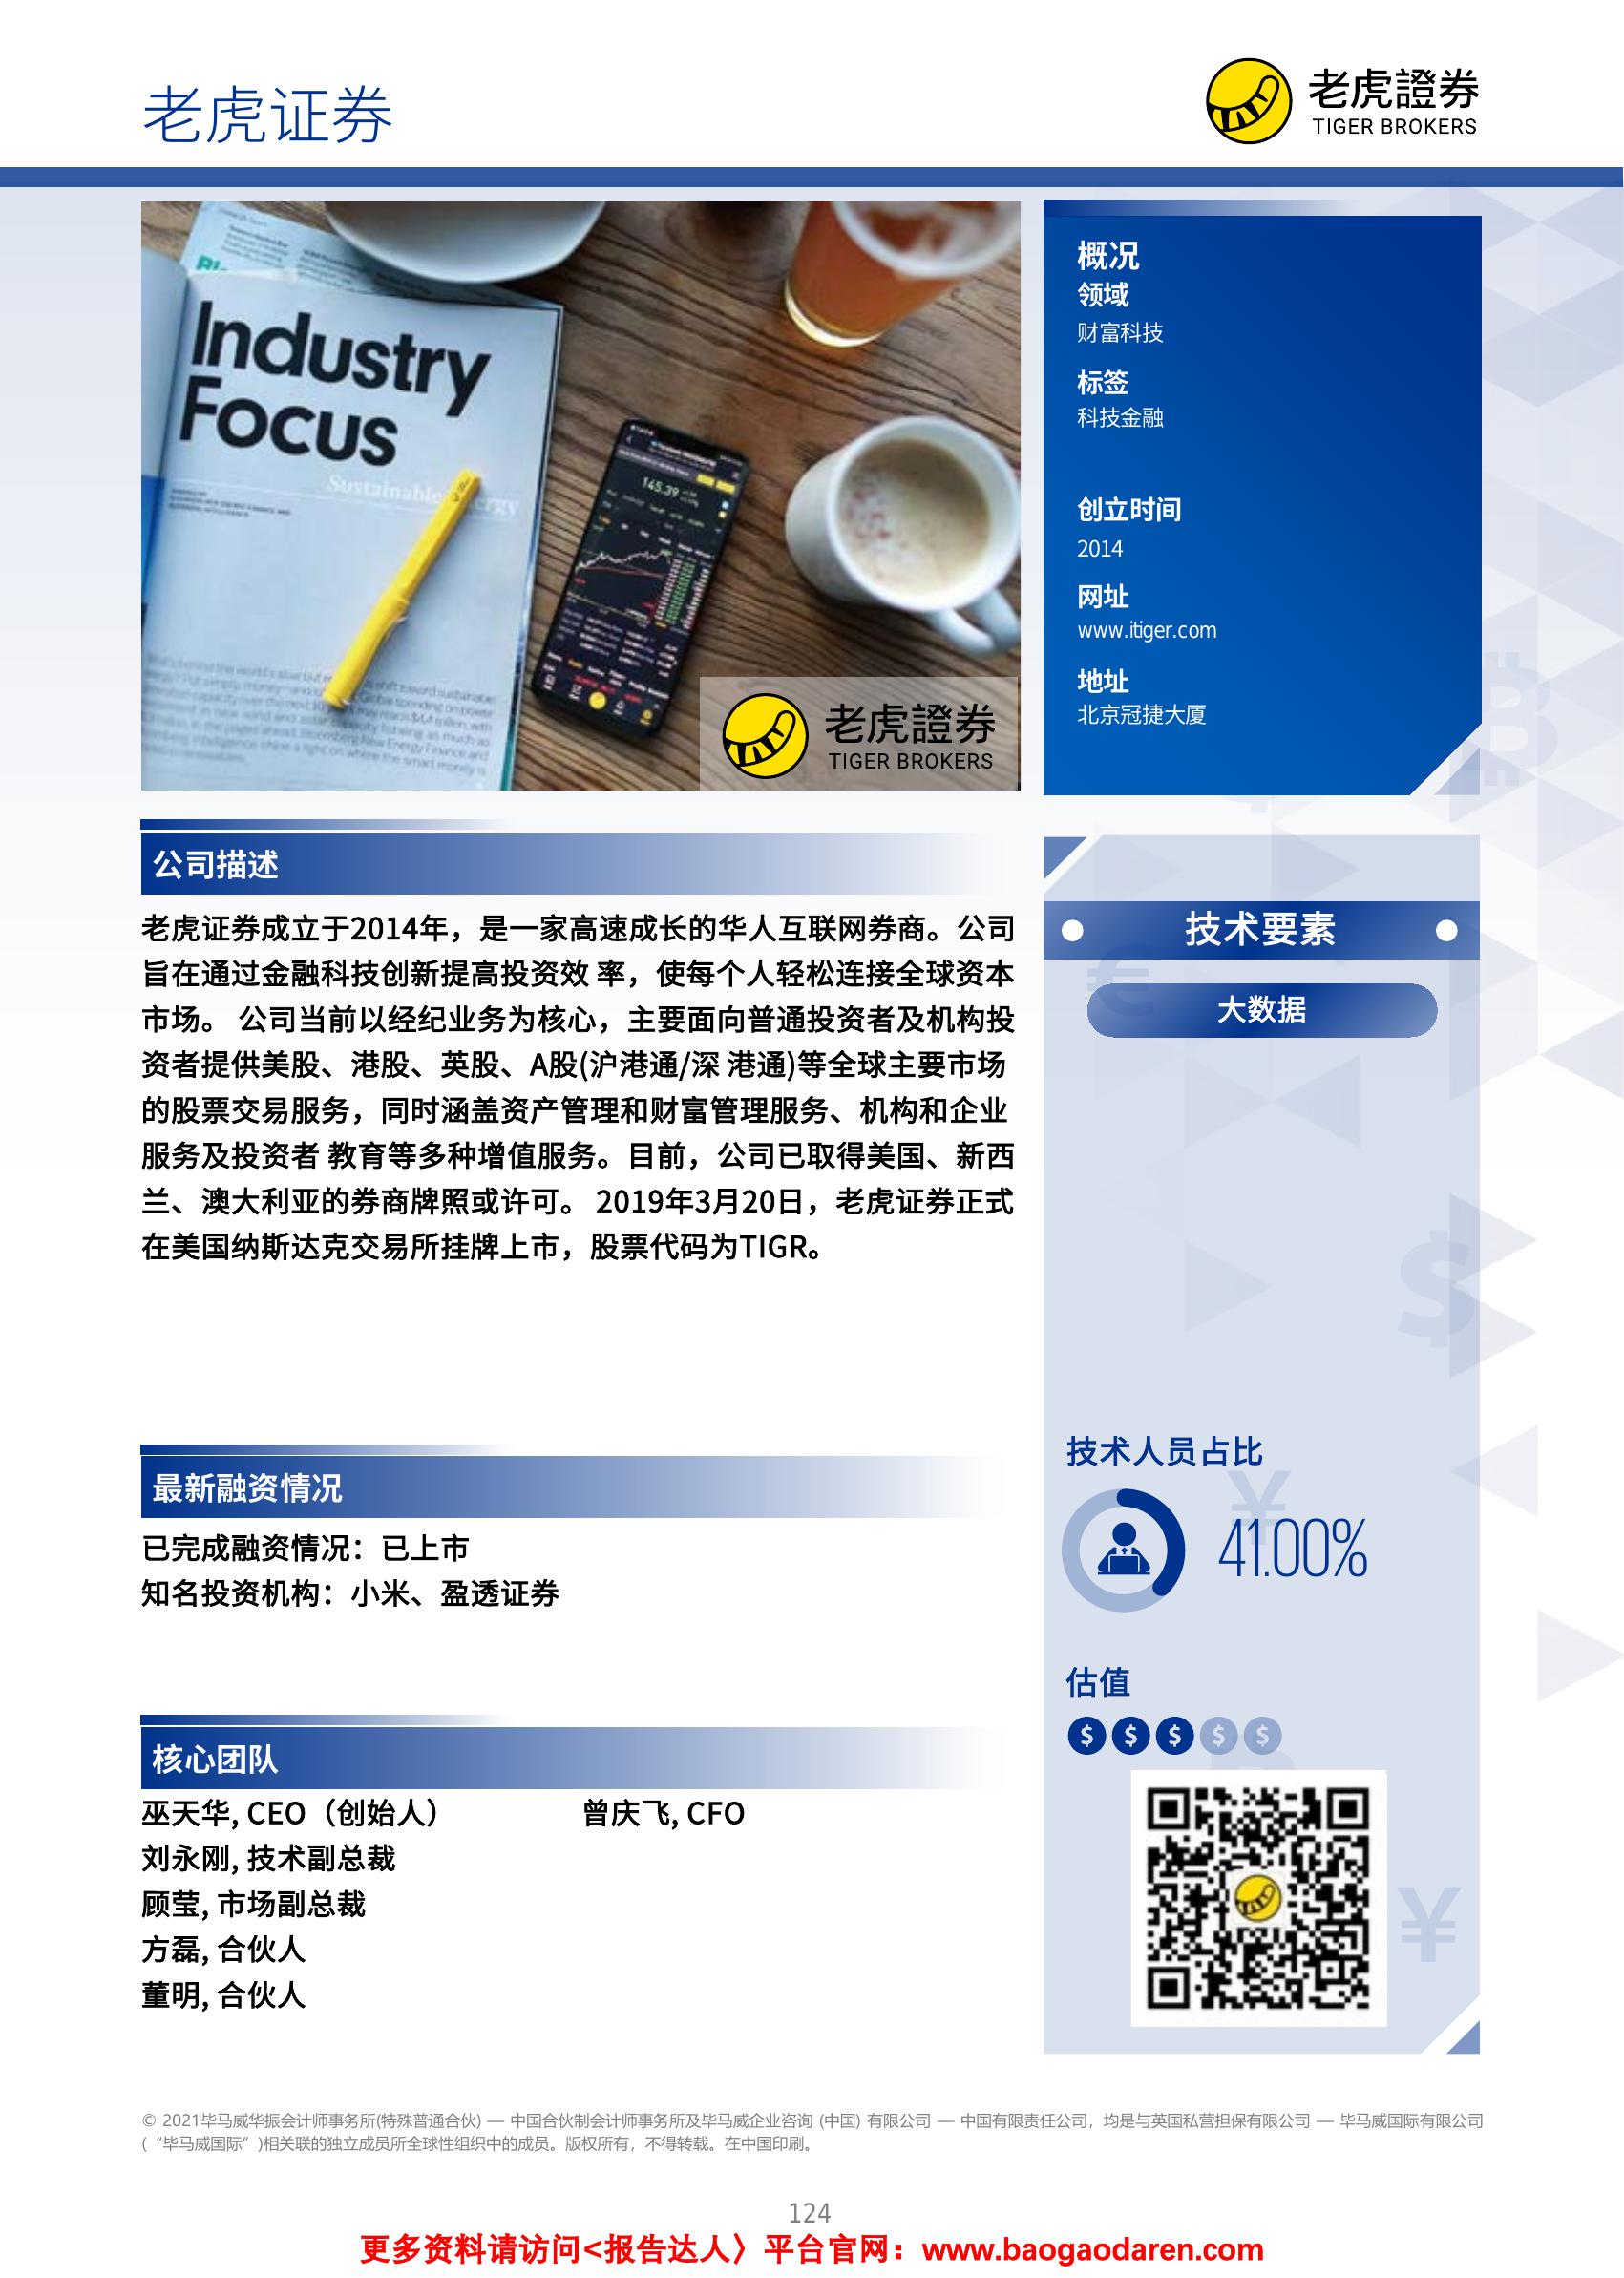 老虎证券
老虎證券
TIGER BROKERS
Industry
Focus
Sustainable
145.39
老虎證券
TIGER BROKERS
概况
领域
财富科技
标签
科技金融
创立时间
2014
网址
www.itiger.com
地址
北京冠捷大厦
公司描述
老虎证券成立于2014年，是一家高速成长的华人互联网券商。公司
旨在通过金融科技创新提高投资效 率，使每个人轻松连接全球资本
市场。 公司当前以经纪业务为核心，主要面向普通投资者及机构投
资者提供美股、港股、英股、A股(沪港通/深 港通)等全球主要市场
的股票交易服务，同时涵盖资产管理和财富管理服务、机构和企业
服务及投资者 教育等多种增值服务。目前，公司已取得美国、新西
兰、澳大利亚的券商牌照或许可。 2019年3月20日，老虎证券正式
在美国纳斯达克交易所挂牌上市，股票代码为TIGR。
最新融资情况
已完成融资情况：已上市
知名投资机构：小米、盈透证券
核心团队
巫天华, CEO（创始人）
曾庆飞, CFO
刘永刚, 技术副总裁
顾莹, 市场副总裁
方磊, 合伙人
董明, 合伙人
技术要素
大数据
技术人员占比
41.00%
估值
$ $ $ $ $
© 2021毕马威华振会计师事务所(特殊普通合伙) — 中国合伙制会计师事务所及毕马威企业咨询 (中国) 有限公司 — 中国有限责任公司，均是与英国私营担保有限公司 — 毕马威国际有限公司
(“毕马威国际”)相关联的独立成员所全球性组织中的成员。版权所有，不得转载。在中国印刷。
124
更多资料请访问<报告达人〉平台官网：www.baogaodaren.com